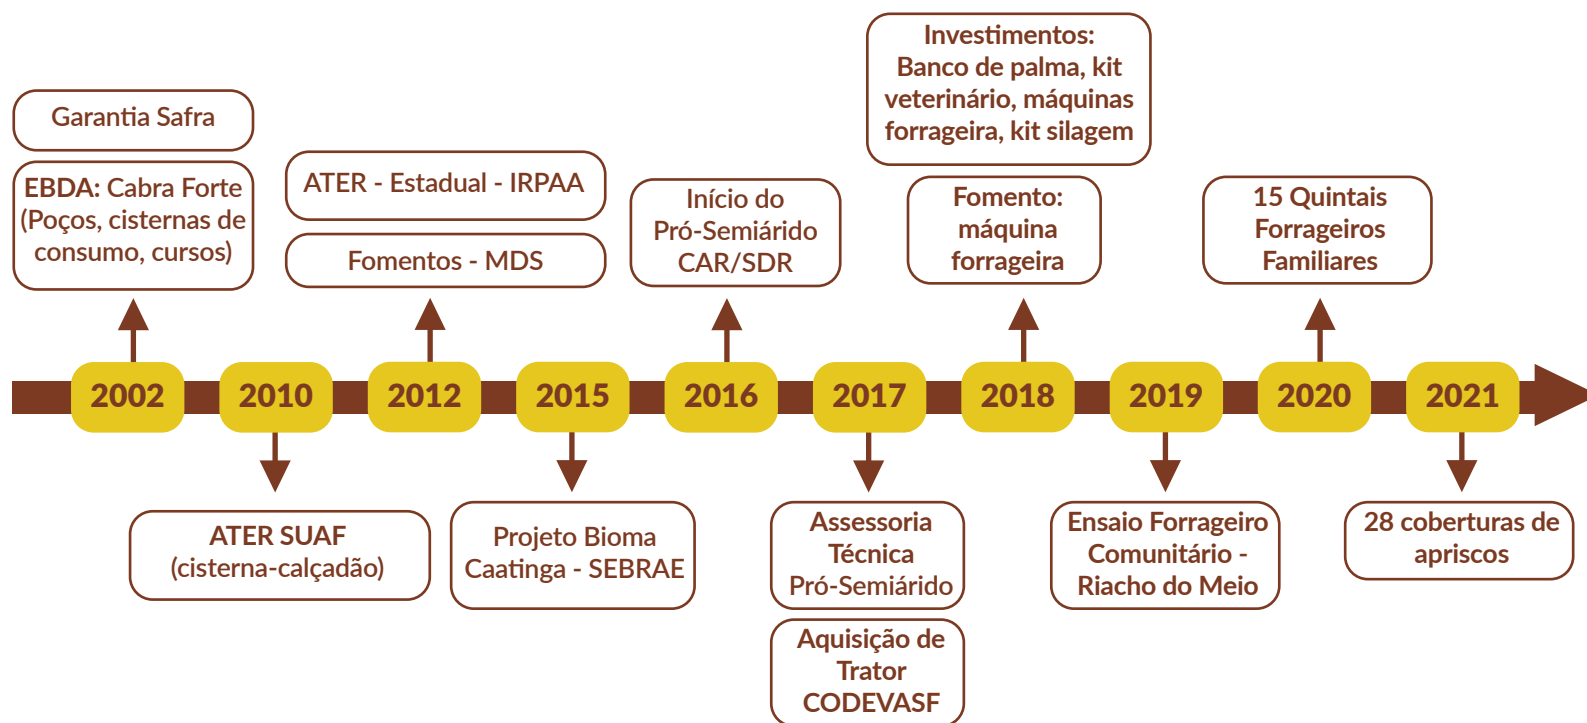 Garantia Safra
EBDA: Cabra Forte
(Poços, cisternas de
consumo, cursos)
ATER - Estadual - IRPAA
Fomentos - MDS
Início do
Pró-Semiárido
CAR/SDR
Investimentos:
Banco de palma, kit
veterinário, máquinas
forrageira, kit silagem
Fomento:
máquina
forrageira
15 Quintais
Forrageiros
Familiares
2002
2010
2012
2015
2016
2017
2018
2019
2020
2021
ATER SUAF
(cisterna-calçadão)
Projeto Bioma
Caatinga - SEBRAE
Assessoria
Técnica
Pró-Semiárido
Aquisição de
Trator
CODEVASF
Ensaio Forrageiro
Comunitário -
Riacho do Meio
28 coberturas de
apriscos